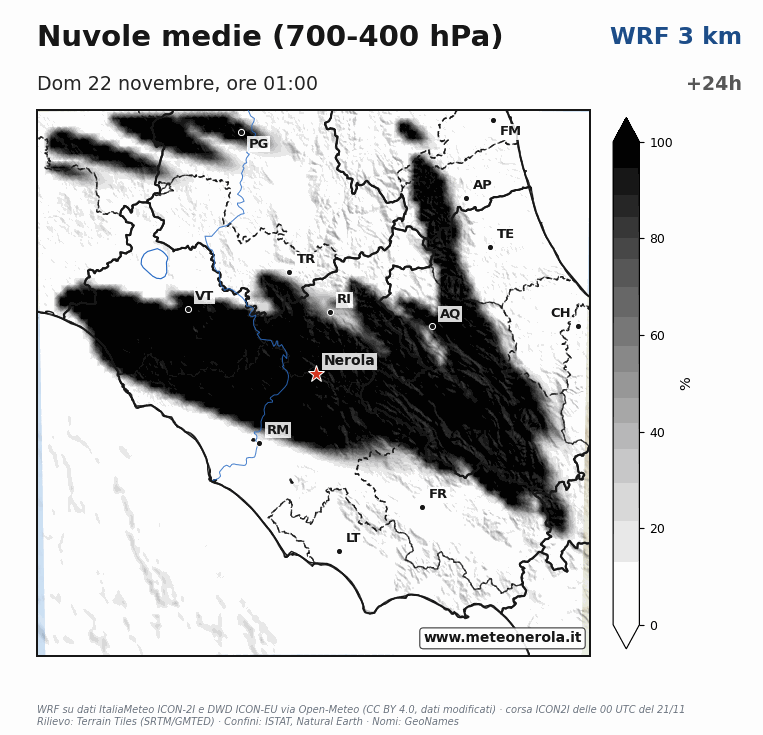 Nuvole medie (700-400 hPa)
WRF 3 km
Dom 22 novembre, ore 01:00
+24h
FM
PG
AP
TE
TR
VT
RI
AQ
CH
Nerola
RM
FR
LT
100
80
60
40
20
0
%
www.meteonerola.it
WRF su dati ItaliaMeteo ICON-2I e DWD ICON-EU via Open-Meteo (CC BY 4.0, dati modificati) · corsa ICON2I delle 00 UTC del 21/11
Rilievo: Terrain Tiles (SRTM/GMTED) · Confini: ISTAT, Natural Earth · Nomi: GeoNames